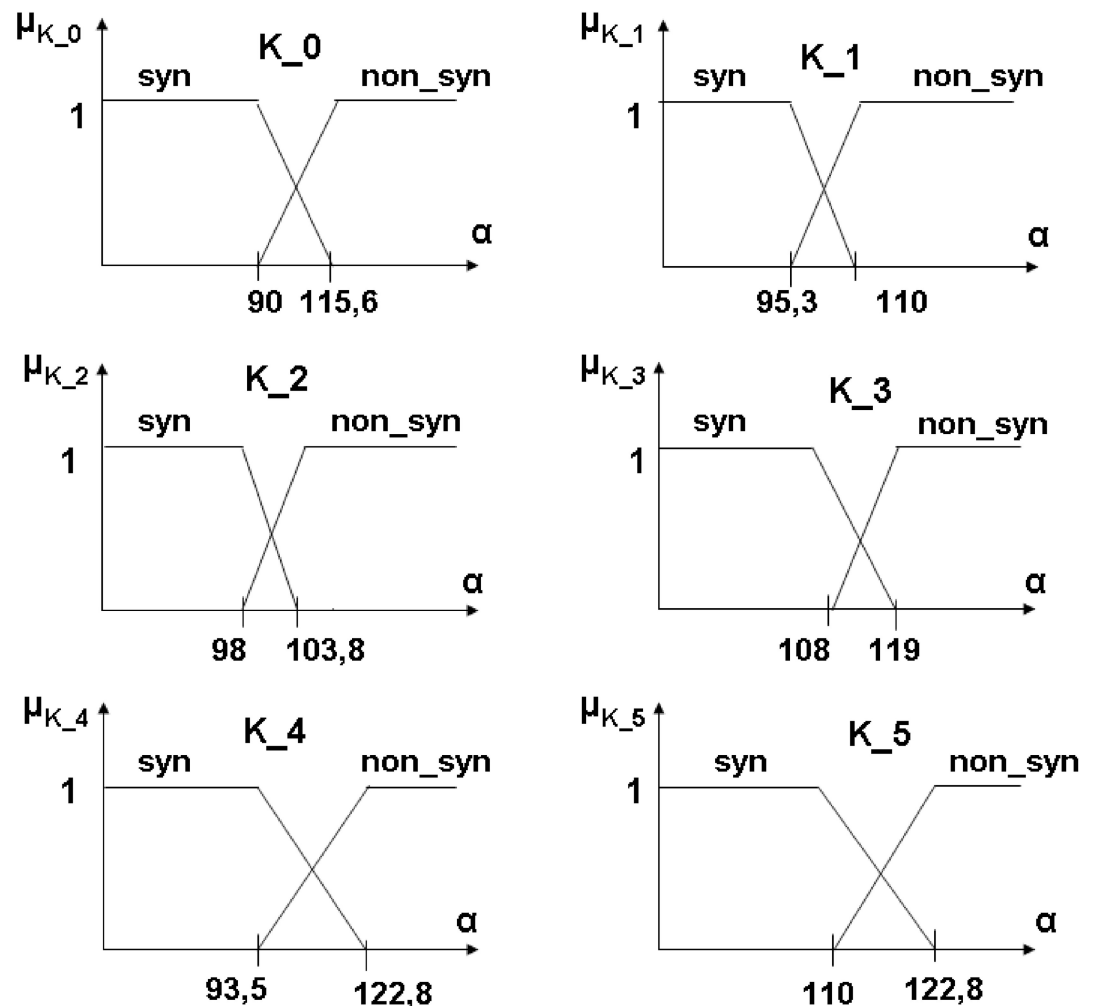 μK_0
K_0
syn
non_syn
1
α
90
115,6
μK_1
K_1
syn
non_syn
1
α
95,3
110
μK_2
K_2
syn
non_syn
1
α
98
103,8
μK_3
K_3
syn
non_syn
1
α
108
119
μK_4
K_4
syn
non_syn
1
α
93,5
122,8
μK_5
K_5
syn
non_syn
1
α
110
122,8